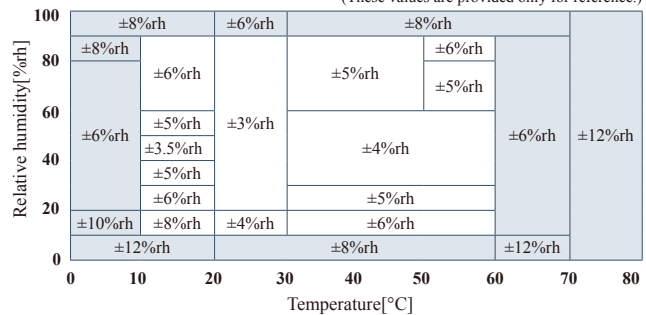 (These values are provided only for reference.)
100
±8%rh ±6%rh ±8%rh
±8%rh ±6%rh
80
±6%rh ±5%rh
±5%rh
60
±5%rh ±3%rh
±6%rh ±6%rh ±12%rh
±3.5%rh ±4%rh
40
±5%rh
±6%rh ±5%rh
20
±10%rh ±8%rh ±4%rh ±6%rh
±12%rh ±8%rh ±12%rh
0
0 10 20 30 40 50 60 70 80
Relative humidity[%rh]
Temperature[°C]